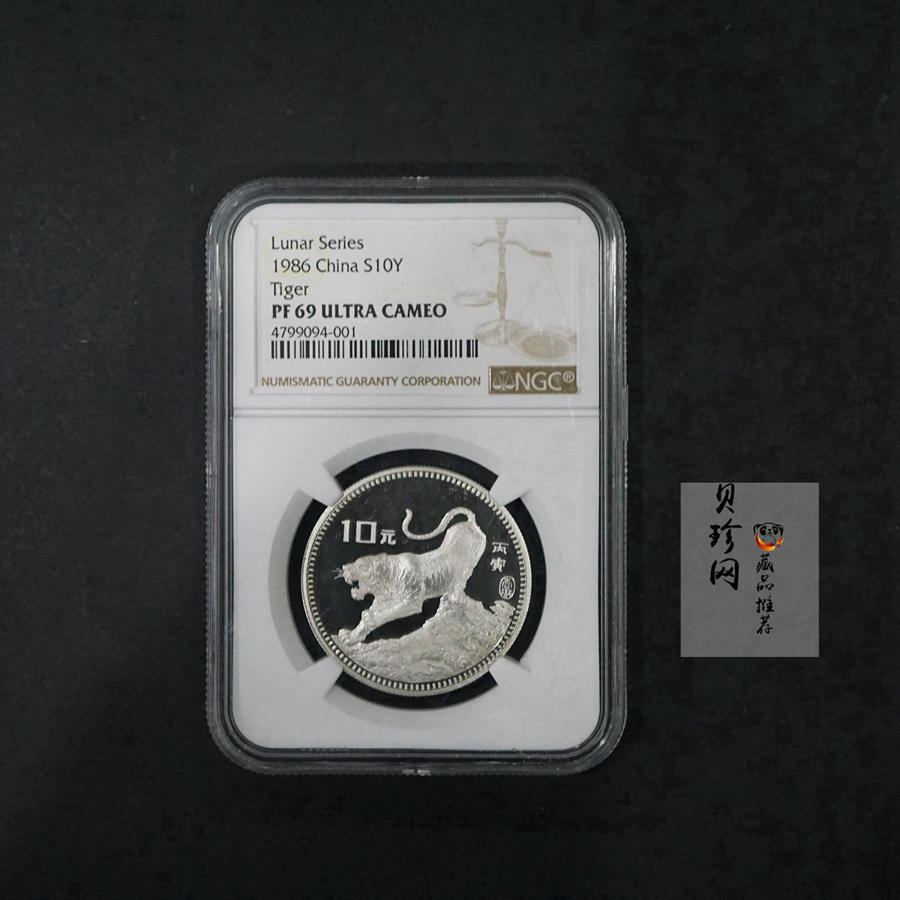 Lunar Series
1986 China S10Y
Tiger
PF 69 ULTRA CAMEO
4799094-001
NUMISMATIC GUARANTY CORPORATION
NGC®
10元
丙寅
贝珍网
藏品推荐